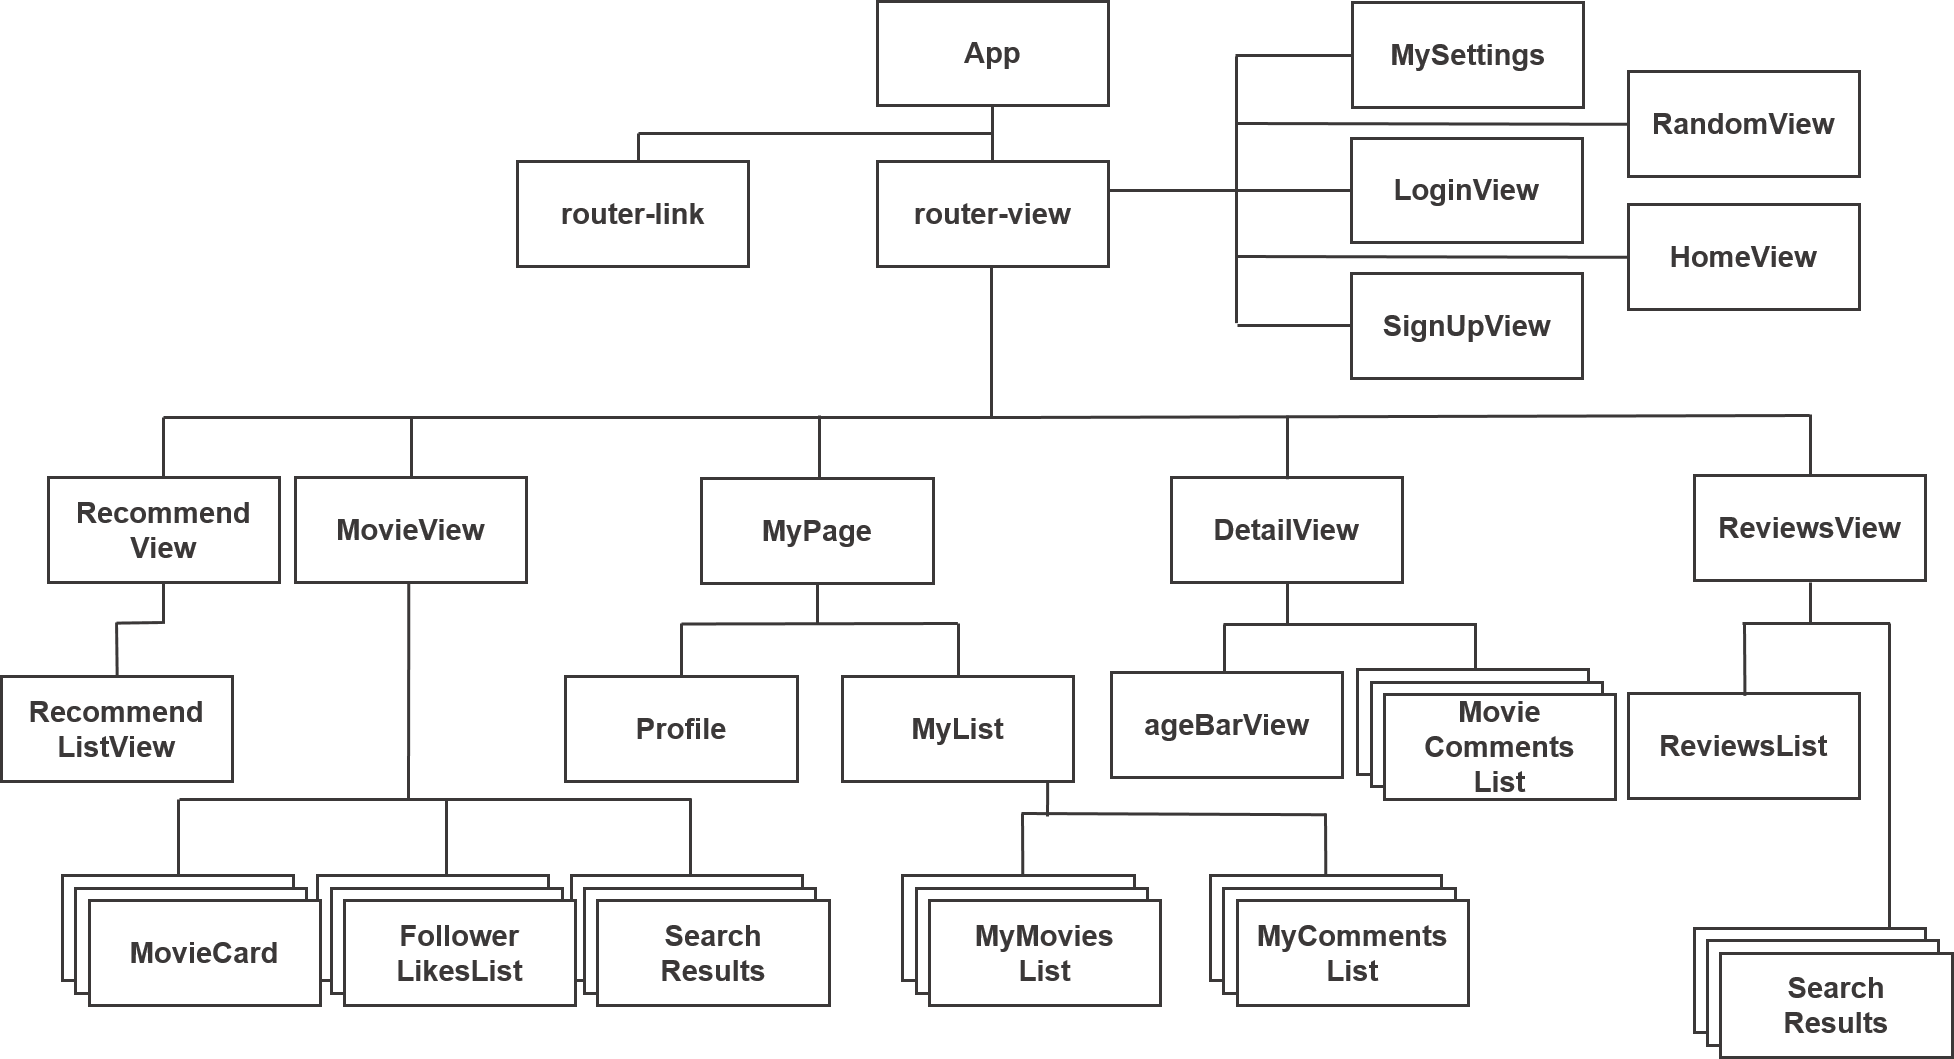 App
MySettings
RandomView
router-link
router-view
LoginView
HomeView
SignUpView
Recommend
View
MovieView
MyPage
DetailView
ReviewsView
Recommend
ListView
Profile
MyList
ageBarView
Movie
Comments
List
ReviewsList
MovieCard
Follower
LikesList
Search
Results
MyMovies
List
MyComments
List
Search
Results